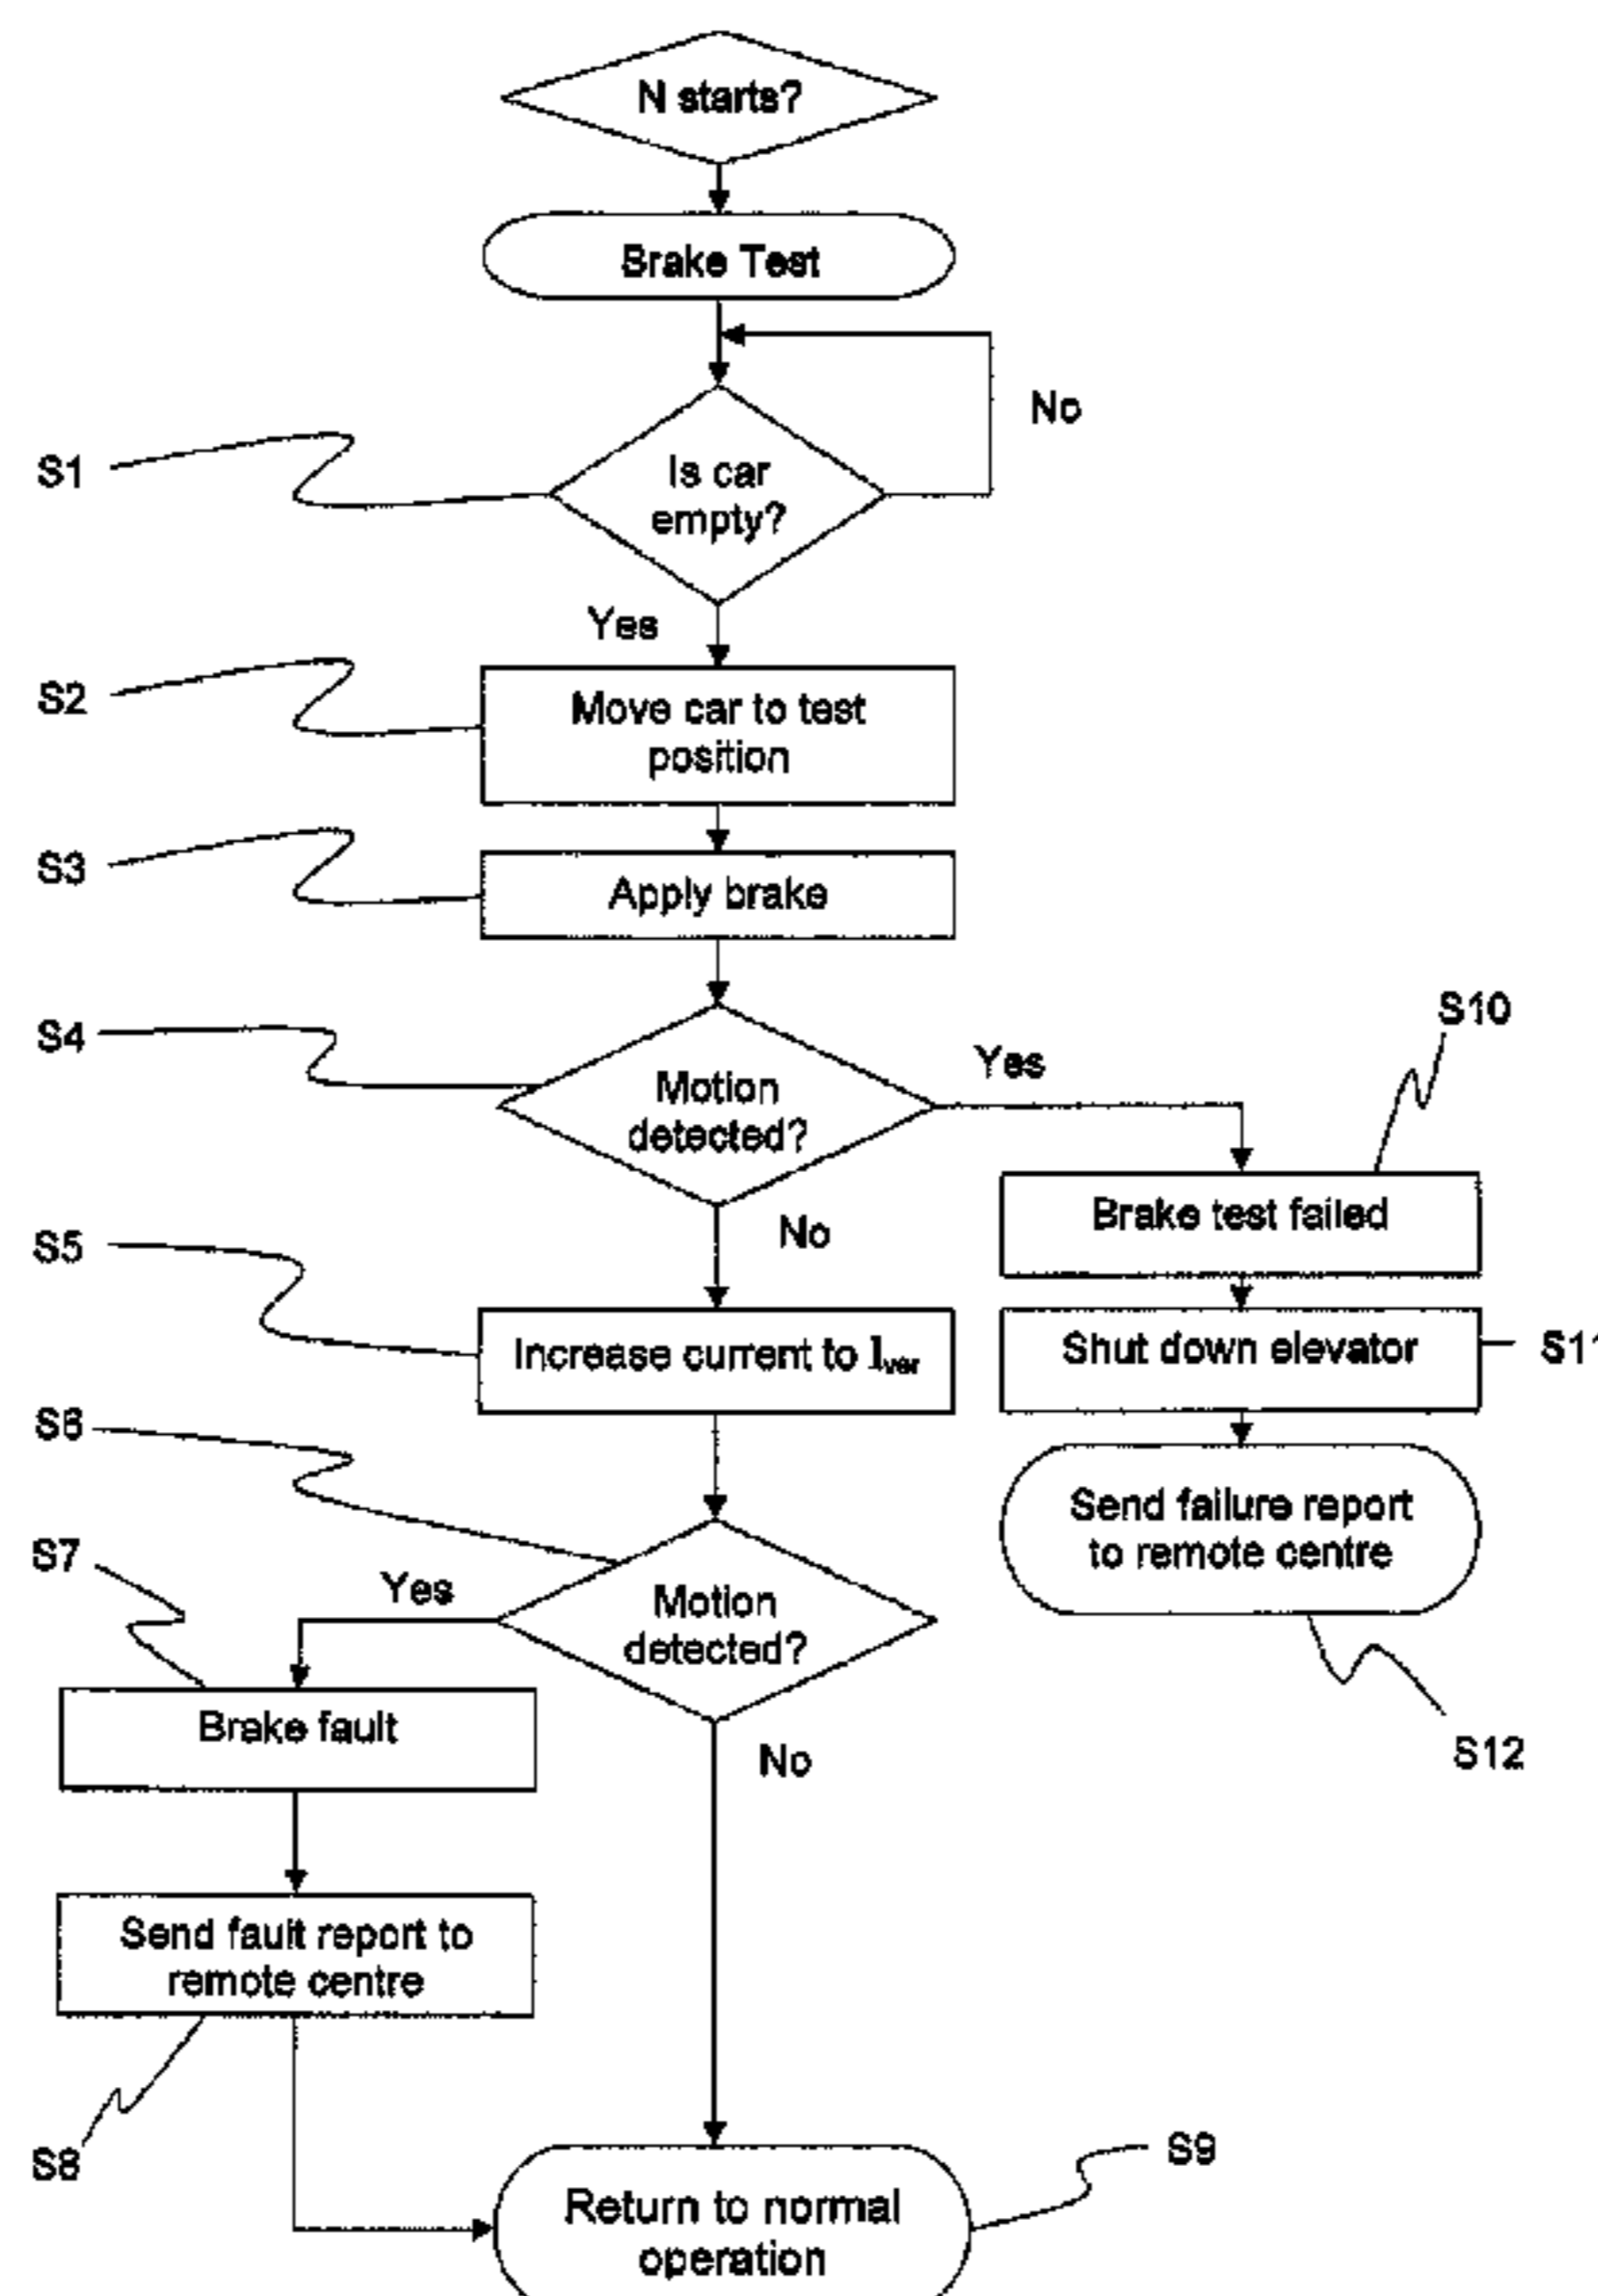 N starts?
Brake Test
No
S1
Is car
empty?
Yes
S2
Move car to test
position
S3
Apply brake
S4
Motion
detected?
Yes
S10
No
Brake test failed
S5
Increase current to Iver
Shut down elevator
S11
S6
Send failure report
to remote centre
S7
Yes
Motion
detected?
Brake fault
No
S12
Send fault report to
remote centre
S8
S9
Return to normal
operation